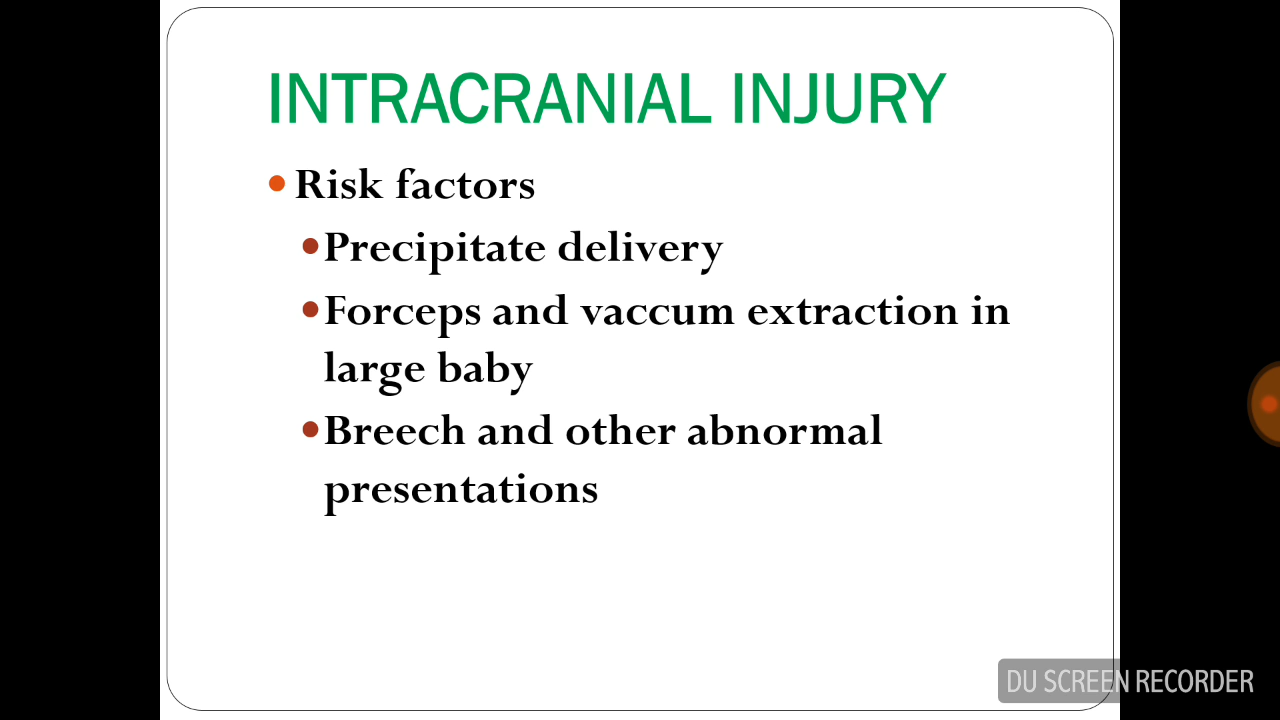 INTRACRANIAL INJURY
Risk factors
Precipitate delivery
Forceps and vaccum extraction in
large baby
Breech and other abnormal
presentations
DU SCREEN RECORDER